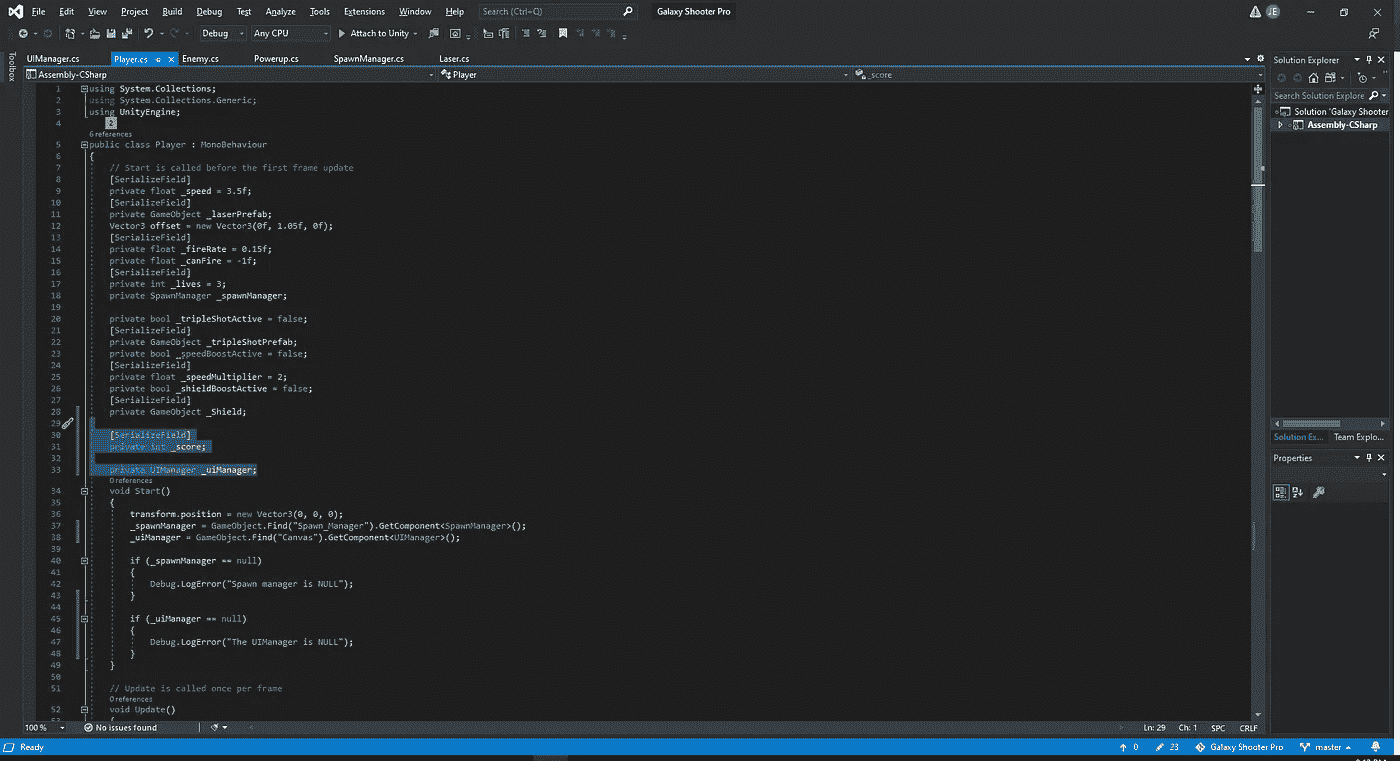 File Edit View Project Build Debug Test Analyze Tools Extensions Window Help Search (Ctrl+Q) Galaxy Shooter Pro JE
Debug Any CPU Attach to Unity
Toolbox
UIManager.cs Player.cs Enemy.cs Powerup.cs SpawnManager.cs Laser.cs
Assembly-CSharp Player _score
1 using System.Collections;
2 using System.Collections.Generic;
3 using UnityEngine;
4
6 references
5 public class Player : MonoBehaviour
6 {
7 // Start is called before the first frame update
8 [SerializeField]
9 private float _speed = 3.5f;
10 [SerializeField]
11 private GameObject _laserPrefab;
12 Vector3 offset = new Vector3(0f, 1.05f, 0f);
13 [SerializeField]
14 private float _fireRate = 0.15f;
15 private float _canFire = -1f;
16 [SerializeField]
17 private int _lives = 3;
18 private SpawnManager _spawnManager;
19
20 private bool _tripleShotActive = false;
21 [SerializeField]
22 private GameObject _tripleShotPrefab;
23 private bool _speedBoostActive = false;
24 [SerializeField]
25 private float _speedMultiplier = 2;
26 private bool _shieldBoostActive = false;
27 [SerializeField]
28 private GameObject _Shield;
29
30 [SerializeField]
31 private int _score;
32
33 private UIManager _uiManager;
0 references
34 void Start()
35 {
36 transform.position = new Vector3(0, 0, 0);
37 _spawnManager = GameObject.Find("Spawn_Manager").GetComponent<SpawnManager>();
38 _uiManager = GameObject.Find("Canvas").GetComponent<UIManager>();
39
40 if (_spawnManager == null)
41 {
42 Debug.LogError("Spawn manager is NULL");
43 }
44
45 if (_uiManager == null)
46 {
47 Debug.LogError("The UIManager is NULL");
48 }
49 }
50
51 // Update is called once per frame
0 references
52 void Update()
53 {
100 % No issues found Ln: 29 Ch: 1 SPC CRLF
Solution Explorer
Search Solution Explore
Solution 'Galaxy Shooter
Assembly-CSharp
Solution Ex... Team Explo...
Properties
Ready 0 23 Galaxy Shooter Pro master